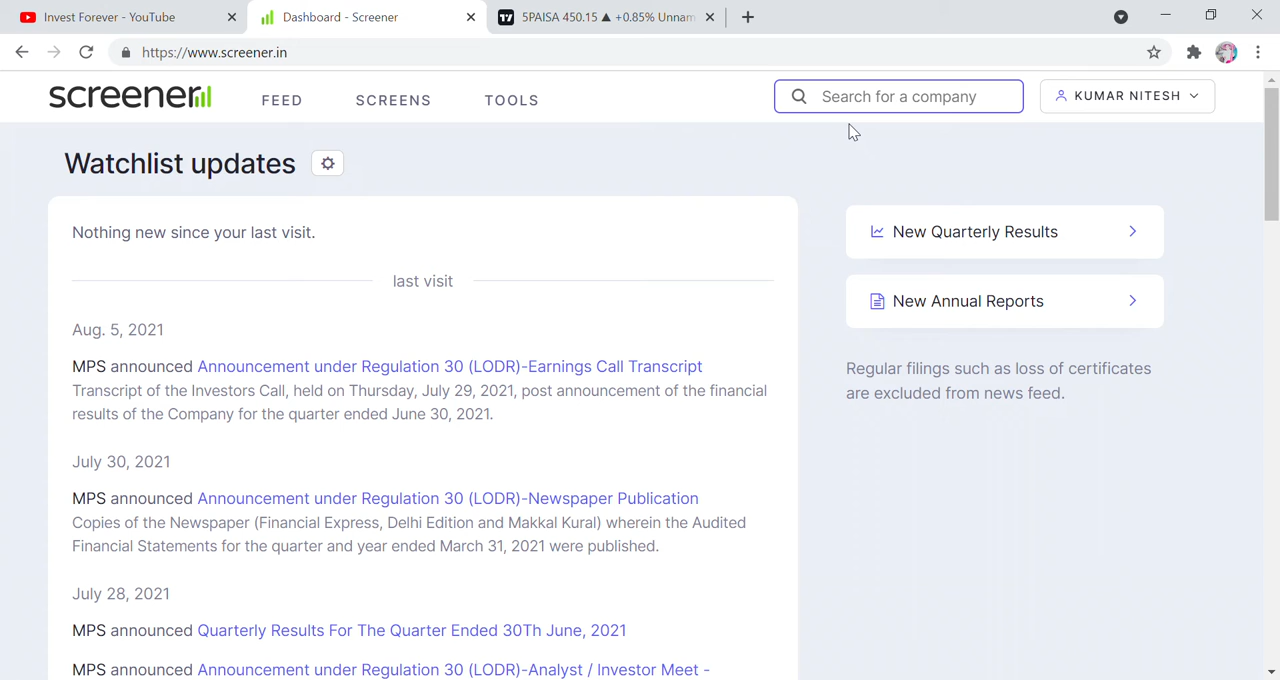 Invest Forever - YouTube
Dashboard - Screener
5PAISA 450.15 ▲ +0.85% Unnam
https://www.screener.in
screener
FEED
SCREENS
TOOLS
Search for a company
KUMAR NITESH
Watchlist updates
Nothing new since your last visit.
last visit
Aug. 5, 2021
MPS announced Announcement under Regulation 30 (LODR)-Earnings Call Transcript
Transcript of the Investors Call, held on Thursday, July 29, 2021, post announcement of the financial
results of the Company for the quarter ended June 30, 2021.
July 30, 2021
MPS announced Announcement under Regulation 30 (LODR)-Newspaper Publication
Copies of the Newspaper (Financial Express, Delhi Edition and Makkal Kural) wherein the Audited
Financial Statements for the quarter and year ended March 31, 2021 were published.
July 28, 2021
MPS announced Quarterly Results For The Quarter Ended 30Th June, 2021
MPS announced Announcement under Regulation 30 (LODR)-Analyst / Investor Meet -
New Quarterly Results
New Annual Reports
Regular filings such as loss of certificates
are excluded from news feed.